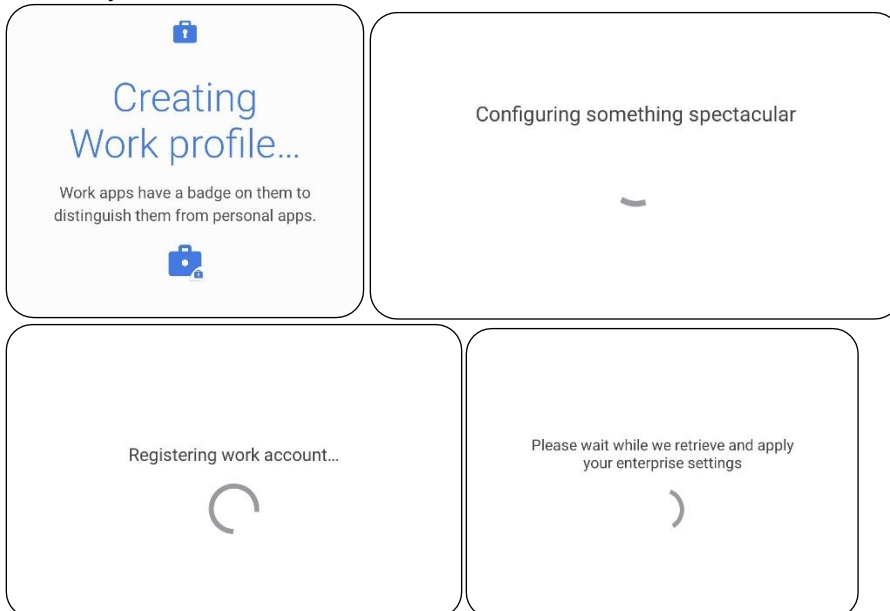 Creating
Work profile...
Work apps have a badge on them to
distinguish them from personal apps.
Configuring something spectacular
Registering work account...
Please wait while we retrieve and apply
your enterprise settings